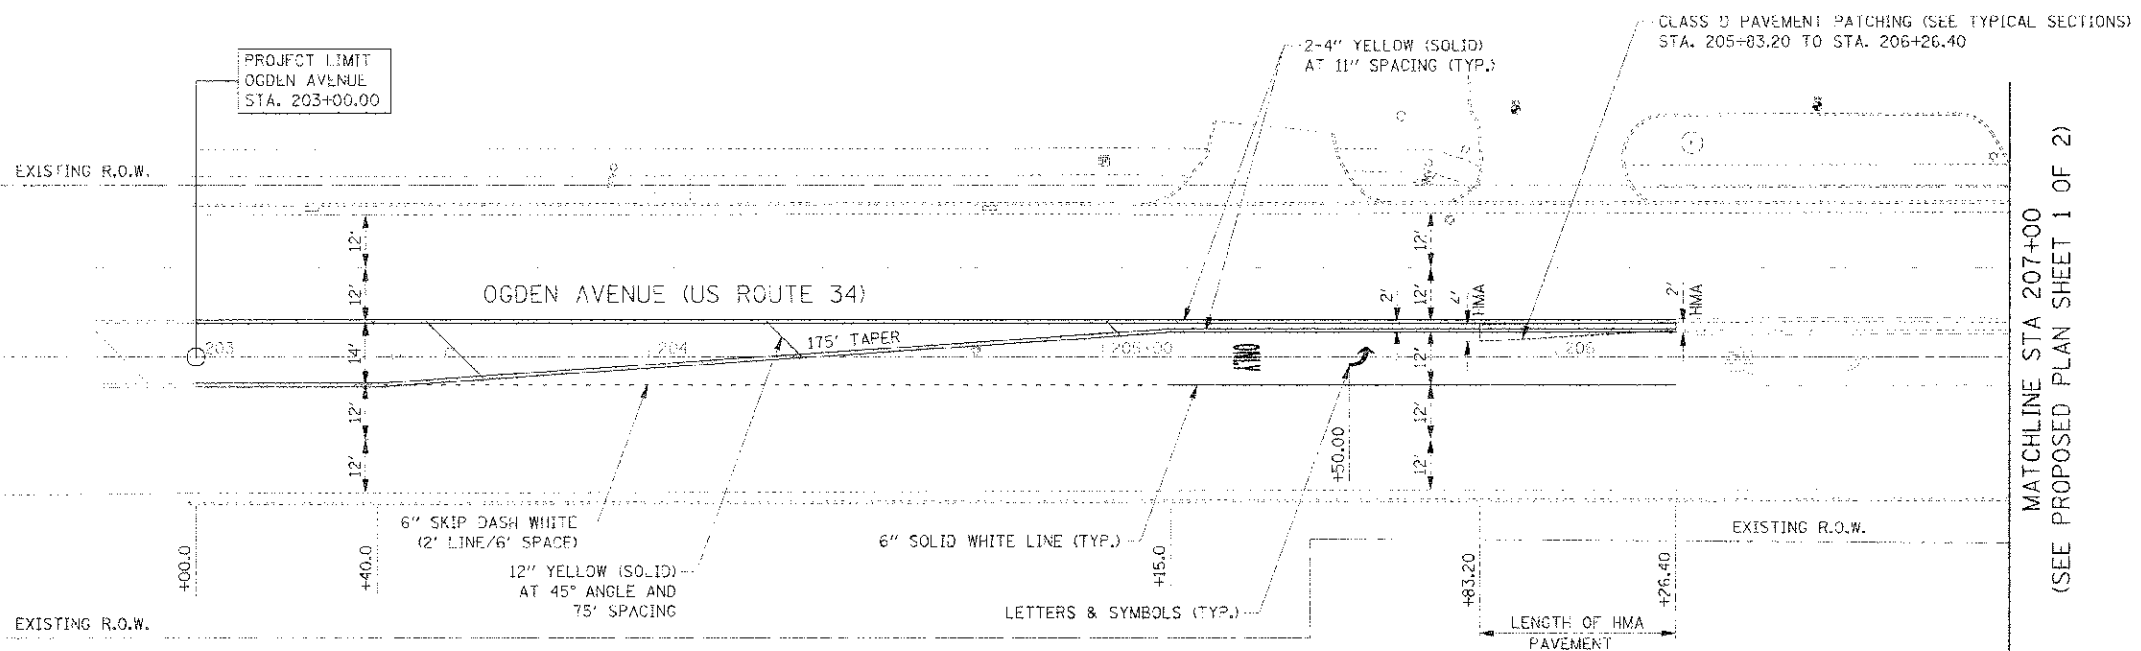 PROJECT LIMIT
OGDEN AVENUE
STA. 203+00.00
2-4" YELLOW (SOLID)
AT 11" SPACING (TYP.)
CLASS D PAVEMENT PATCHING (SEE TYPICAL SECTIONS)
STA. 205+83.20 TO STA. 206+26.40
EXISTING R.O.W.
12'
12'
14'
12'
12'
OGDEN AVENUE (US ROUTE 34)
203
204
175' TAPER
205+00
206
2'
12'
12'
12'
12'
12'
2'
HMA
2'
HMA
+50.00
6" SKIP DASH WHITE
(2' LINE/6' SPACE)
12" YELLOW (SOLID)
AT 45° ANGLE AND
75' SPACING
6" SOLID WHITE LINE (TYP.)
LETTERS & SYMBOLS (TYP.)
+00.0
+40.0
+15.0
+83.20
+26.40
LENGTH OF HMA
PAVEMENT
EXISTING R.O.W.
EXISTING R.O.W.
MATCHLINE STA 207+00
(SEE PROPOSED PLAN SHEET 1 OF 2)